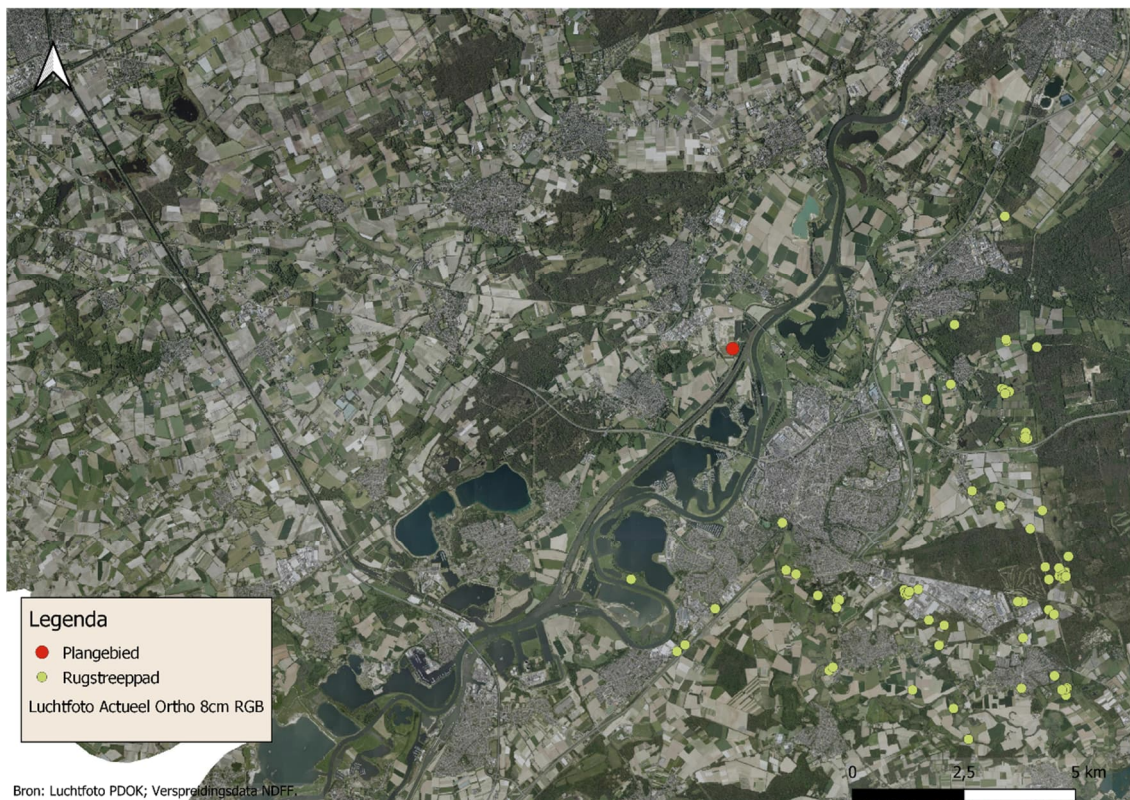 Legenda
Plangebied
Rugstreeppad
Luchtfoto Actueel Ortho 8cm RGB
0 2,5 5 km
Bron: Luchtfoto PDOK; Verspreidingsdata NDFF.